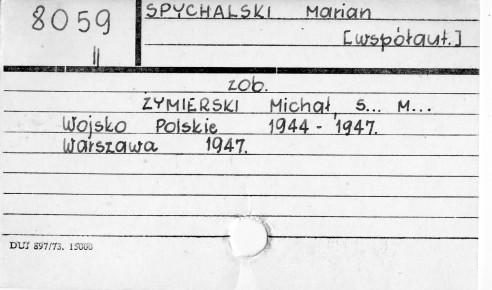 8059
II
SPYCHALSKI Marian
[współaut.]
zob.
ŻYMIERSKI Michał, S... M...
Wojsko Polskie 1944 - 1947.
Warszawa 1947.
DUJ 897/73. 15000